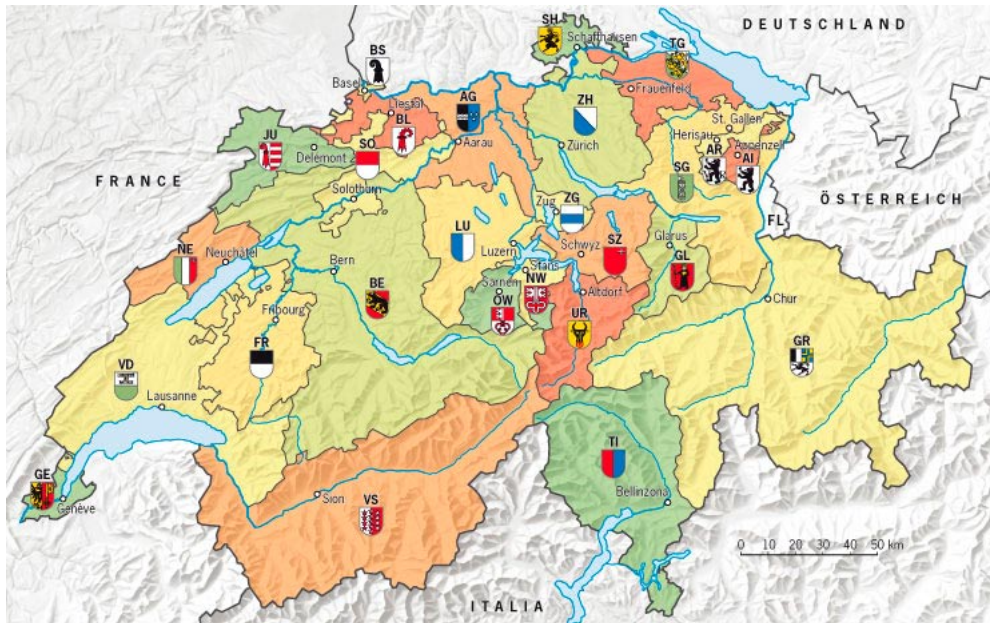 DEUTSCHLAND
SH
Schaffhausen
BS
TG
Basel
Liestal
BL
AG
Frauenfeld
ZH
St. Gallen
Herisau
Appenzell
AR
AI
JU
Delémont
SO
Aarau
Zürich
SG
FRANCE
ÖSTERREICH
Solothurn
ZG
Zug
FL
LU
Luzern
Schwyz
SZ
Glarus
GL
NE
Neuchâtel
Bern
BE
Stans
NW
Sarnen
OW
Altdorf
UR
Chur
Fribourg
FR
GR
VD
Lausanne
TI
GE
Genève
Sion
VS
Bellinzona
0 10 20 30 40 50 km
ITALIA